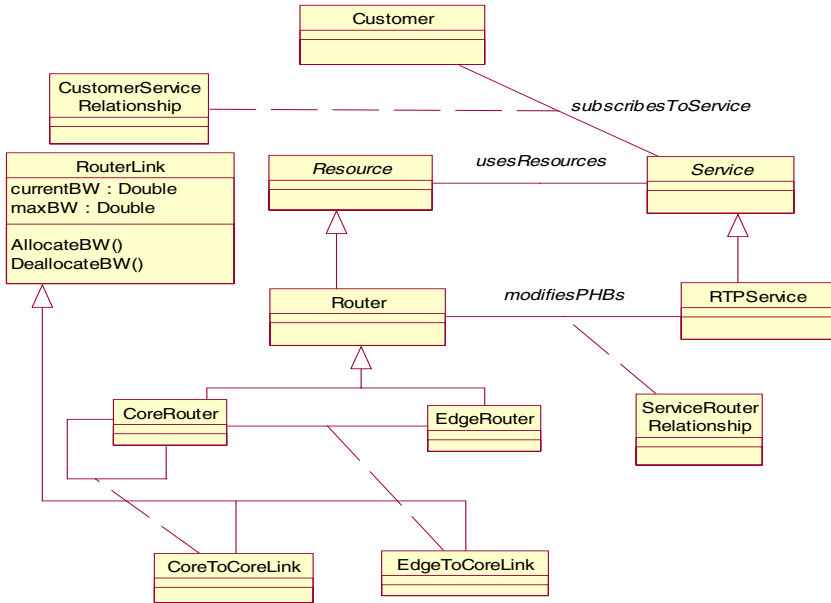 Customer
CustomerService
Relationship
subscribesToService
RouterLink
currentBW : Double
maxBW : Double
AllocateBW()
DeallocateBW()
Resource
usesResources
Service
Router
modifiesPHBs
RTPService
CoreRouter
EdgeRouter
ServiceRouter
Relationship
CoreToCoreLink
EdgeToCoreLink